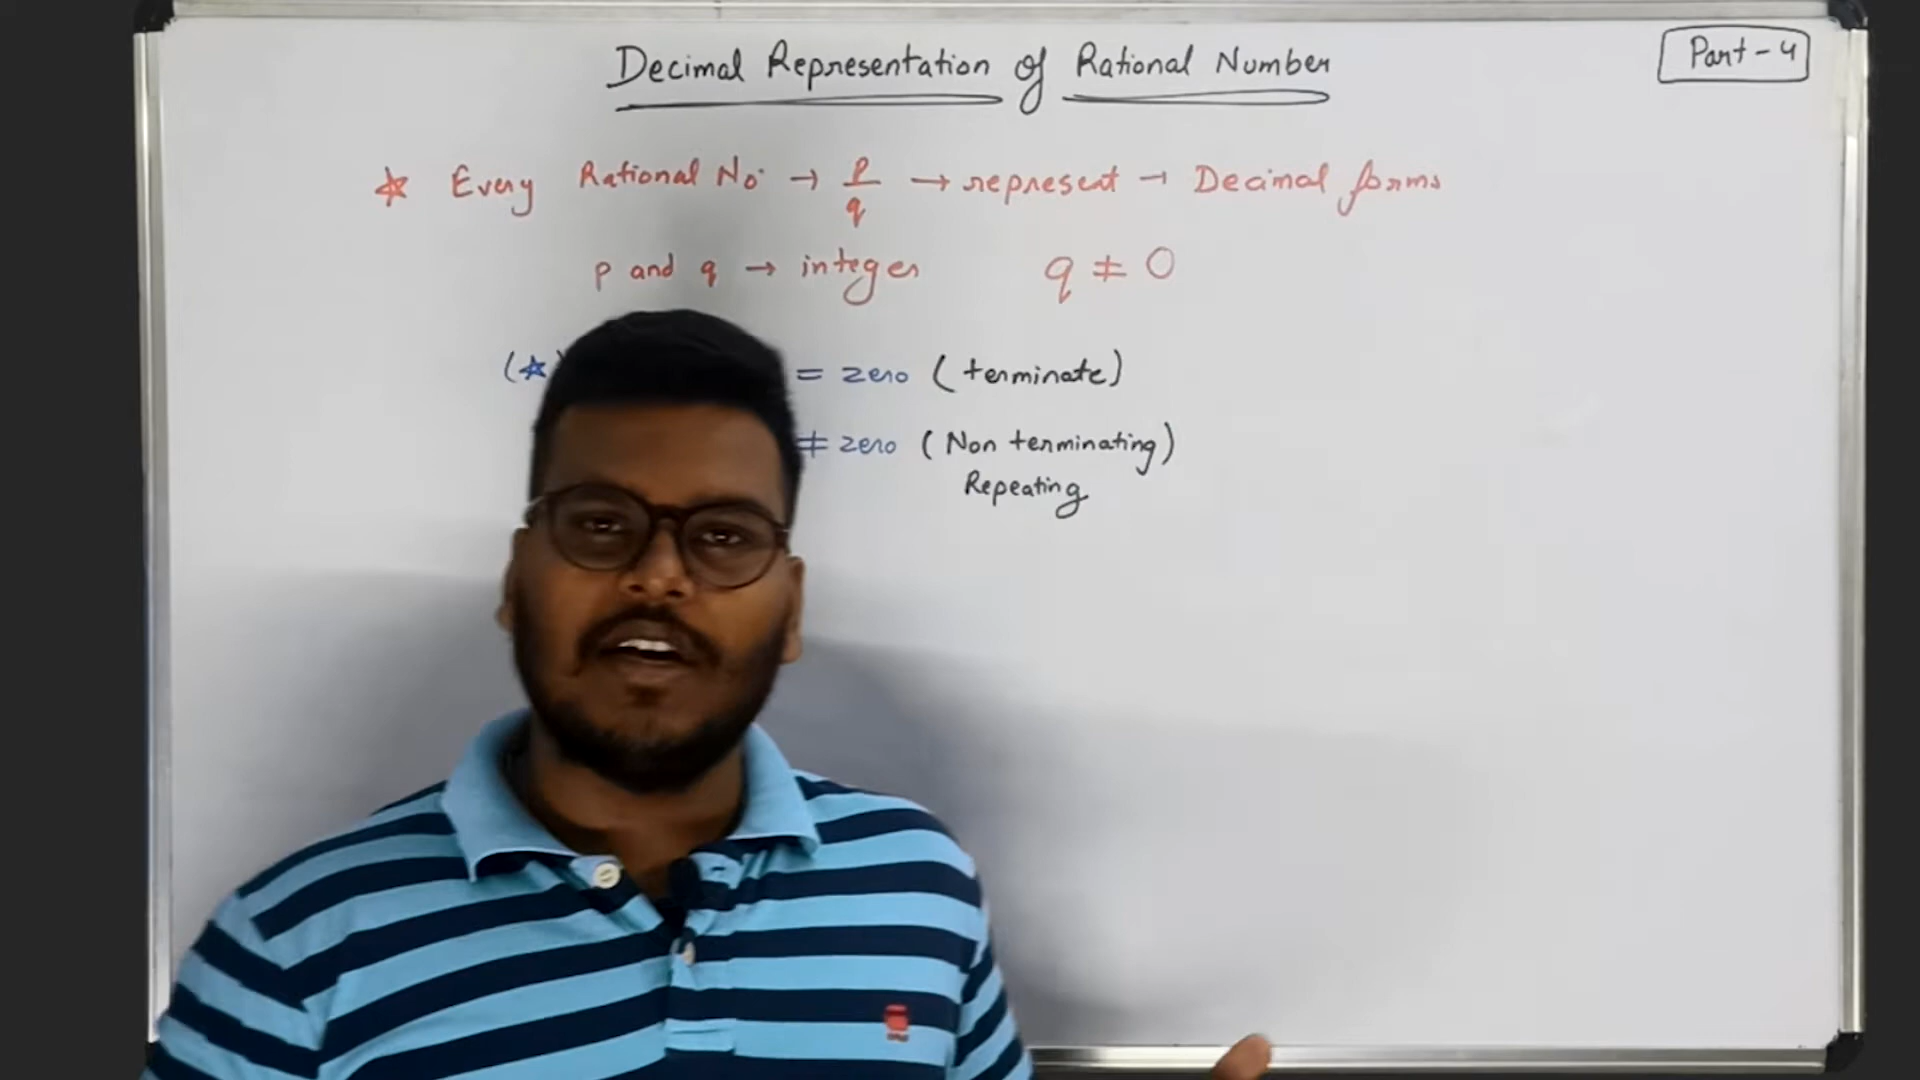 Decimal Representation of Rational Number
Part-4
☆ Every Rational No. → p/q → represent → Decimal forms
p and q → integer q ≠ 0
(☆) = zero (terminate)
≠ zero (Non terminating)
Repeating